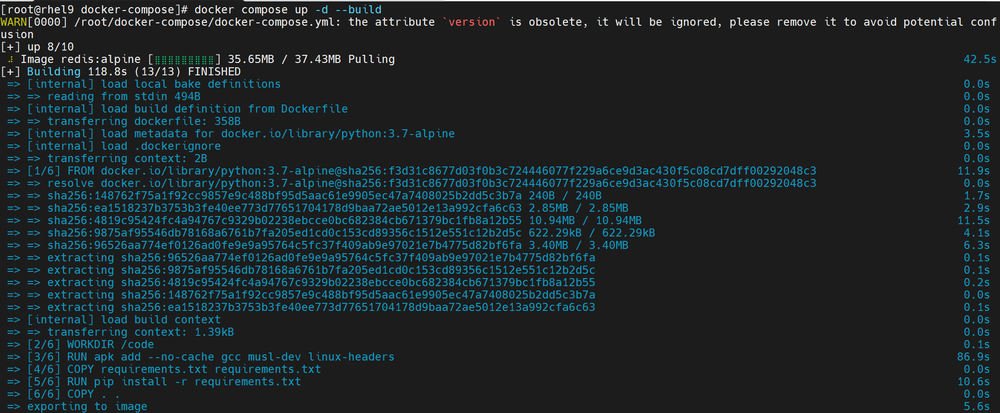 [root@rhel9 docker-compose]# docker compose up -d --build
WARN[0000] /root/docker-compose/docker-compose.yml: the attribute `version` is obsolete, it will be ignored, please remove it to avoid potential conf
usion
[+] up 8/10
Image redis:alpine [⣿⣿⣿⣿⣿⣿⣿⣿⣿] 35.65MB / 37.43MB Pulling 42.5s
[+] Building 118.8s (13/13) FINISHED
=> [internal] load local bake definitions 0.0s
=> => reading from stdin 494B 0.0s
=> [internal] load build definition from Dockerfile 0.0s
=> => transferring dockerfile: 358B 0.0s
=> [internal] load metadata for docker.io/library/python:3.7-alpine 3.5s
=> [internal] load .dockerignore 0.0s
=> => transferring context: 2B 0.0s
=> [1/6] FROM docker.io/library/python:3.7-alpine@sha256:f3d31c8677d03f0b3c724446077f229a6ce9d3ac430f5c08cd7dff00292048c3 11.9s
=> => resolve docker.io/library/python:3.7-alpine@sha256:f3d31c8677d03f0b3c724446077f229a6ce9d3ac430f5c08cd7dff00292048c3 0.0s
=> => sha256:148762f75a1f92cc9857e9c488bf95d5aac61e9905ec47a7408025b2dd5c3b7a 240B / 240B 1.7s
=> => sha256:ea1518237b3753b3fe40ee773d77651704178d9baa72ae5012e13a992cfa6c63 2.85MB / 2.85MB 2.9s
=> => sha256:4819c95424fc4a94767c9329b02238ebcce0bc682384cb671379bc1fb8a12b55 10.94MB / 10.94MB 11.5s
=> => sha256:9875af95546db78168a6761b7fa205ed1cd0c153cd89356c1512e551c12b2d5c 622.29kB / 622.29kB 4.1s
=> => sha256:96526aa774ef0126ad0fe9e9a95764c5fc37f409ab9e97021e7b4775d82bf6fa 3.40MB / 3.40MB 6.3s
=> => extracting sha256:96526aa774ef0126ad0fe9e9a95764c5fc37f409ab9e97021e7b4775d82bf6fa 0.1s
=> => extracting sha256:9875af95546db78168a6761b7fa205ed1cd0c153cd89356c1512e551c12b2d5c 0.1s
=> => extracting sha256:4819c95424fc4a94767c9329b02238ebcce0bc682384cb671379bc1fb8a12b55 0.2s
=> => extracting sha256:148762f75a1f92cc9857e9c488bf95d5aac61e9905ec47a7408025b2dd5c3b7a 0.0s
=> => extracting sha256:ea1518237b3753b3fe40ee773d77651704178d9baa72ae5012e13a992cfa6c63 0.1s
=> [internal] load build context 0.0s
=> => transferring context: 1.39kB 0.0s
=> [2/6] WORKDIR /code 0.1s
=> [3/6] RUN apk add --no-cache gcc musl-dev linux-headers 86.9s
=> [4/6] COPY requirements.txt requirements.txt 0.0s
=> [5/6] RUN pip install -r requirements.txt 10.6s
=> [6/6] COPY . . 0.0s
=> exporting to image 5.6s